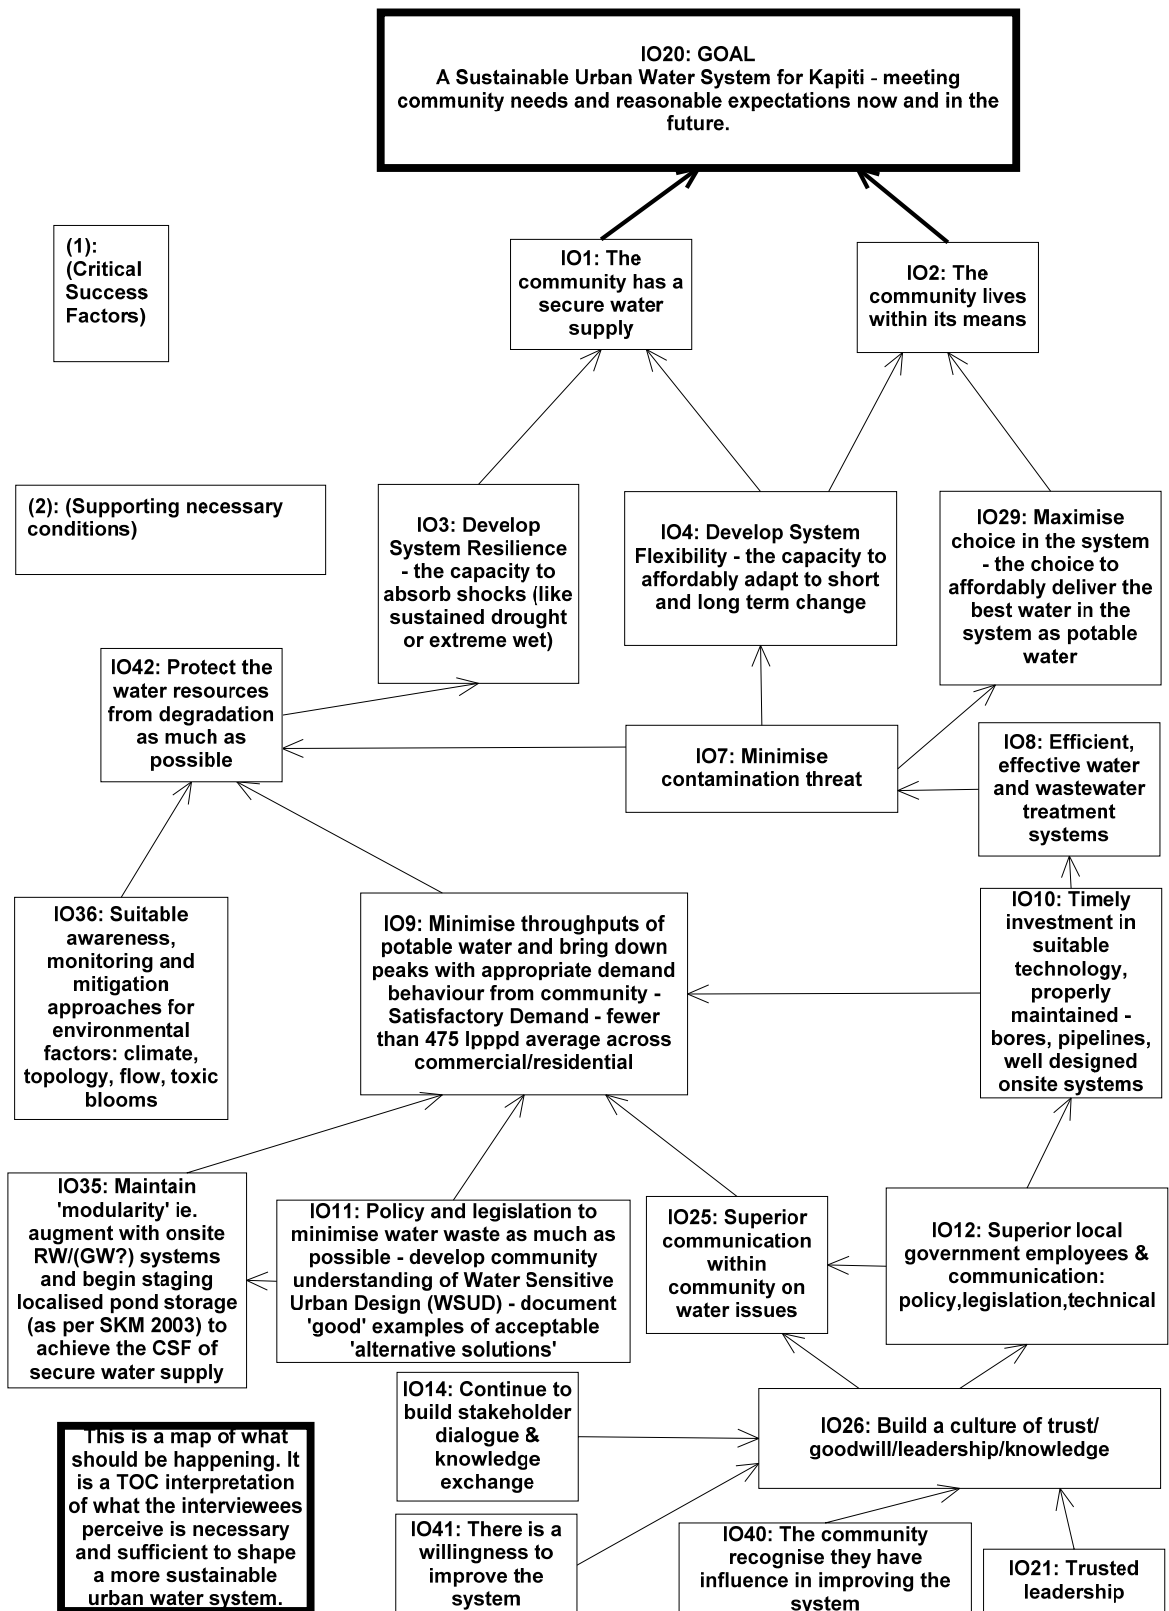 IO20: GOAL
A Sustainable Urban Water System for Kapiti - meeting
community needs and reasonable expectations now and in the
future.
(1):
(Critical
Success
Factors)
IO1: The
community has a
secure water
supply
IO2: The
community lives
within its means
(2): (Supporting necessary
conditions)
IO3: Develop
System Resilience
- the capacity to
absorb shocks (like
sustained drought
or extreme wet)
IO4: Develop System
Flexibility - the capacity to
affordably adapt to short
and long term change
IO29: Maximise
choice in the system
- the choice to
affordably deliver the
best water in the
system as potable
water
IO42: Protect the
water resources
from degradation
as much as
possible
IO7: Minimise
contamination threat
IO8: Efficient,
effective water
and wastewater
treatment
systems
IO36: Suitable
awareness,
monitoring and
mitigation
approaches for
environmental
factors: climate,
topology, flow, toxic
blooms
IO9: Minimise throughputs of
potable water and bring down
peaks with appropriate demand
behaviour from community -
Satisfactory Demand - fewer
than 475 lpppd average across
commercial/residential
IO10: Timely
investment in
suitable
technology,
properly
maintained -
bores, pipelines,
well designed
onsite systems
IO35: Maintain
'modularity' ie.
augment with onsite
RW/(GW?) systems
and begin staging
localised pond storage
(as per SKM 2003) to
achieve the CSF of
secure water supply
IO11: Policy and legislation to
minimise water waste as much as
possible - develop community
understanding of Water Sensitive
Urban Design (WSUD) - document
'good' examples of acceptable
'alternative solutions'
IO25: Superior
communication
within
community on
water issues
IO12: Superior local
government employees &
communication:
policy,legislation,technical
IO14: Continue to
build stakeholder
dialogue &
knowledge
exchange
IO26: Build a culture of trust/
goodwill/leadership/knowledge
This is a map of what
should be happening. It
is a TOC interpretation
of what the interviewees
perceive is necessary
and sufficient to shape
a more sustainable
urban water system.
IO41: There is a
willingness to
improve the
system
IO40: The community
recognise they have
influence in improving the
system
IO21: Trusted
leadership